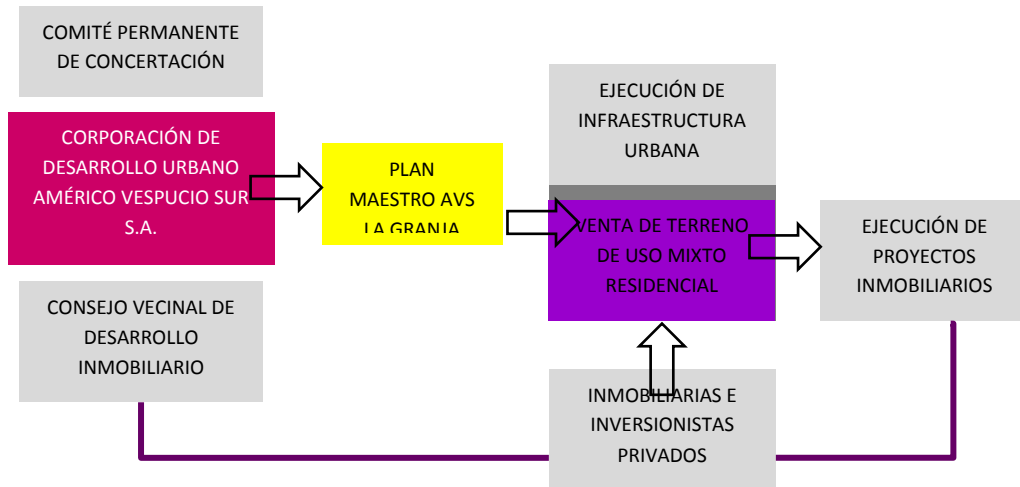 COMITÉ PERMANENTE
DE CONCERTACIÓN
CORPORACIÓN DE
DESARROLLO URBANO
AMÉRICO VESPUCIO SUR
S.A.
CONSEJO VECINAL DE
DESARROLLO
INMOBILIARIO
PLAN
MAESTRO AVS
LA GRANJA
EJECUCIÓN DE
INFRAESTRUCTURA
URBANA
VENTA DE TERRENO
DE USO MIXTO
RESIDENCIAL
INMOBILIARIAS E
INVERSIONISTAS
PRIVADOS
EJECUCIÓN DE
PROYECTOS
INMOBILIARIOS